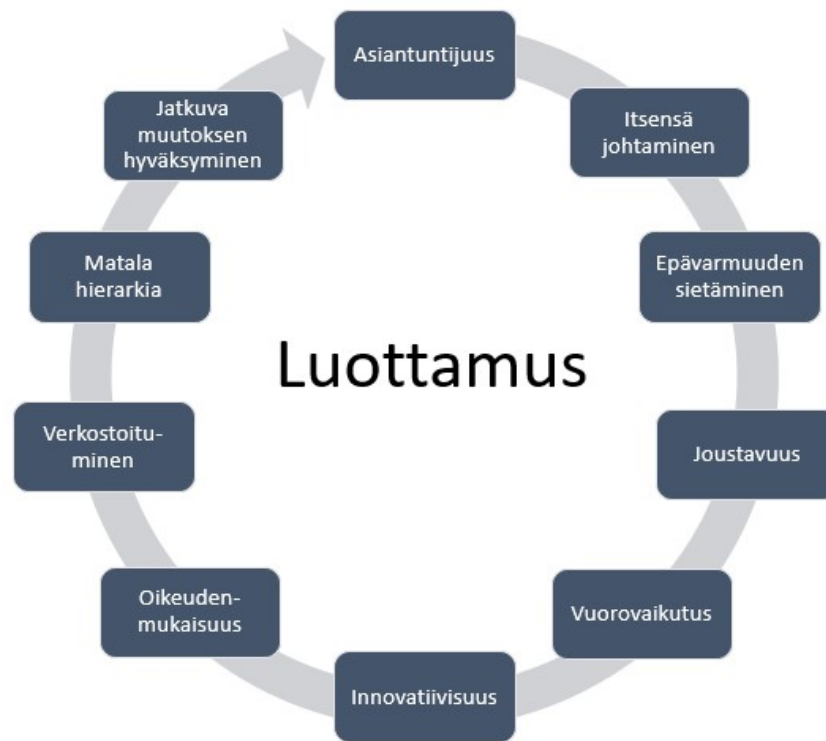 Asiantuntijuus
Itsensä
johtaminen
Epävarmuuden
sietäminen
Joustavuus
Vuorovaikutus
Innovatiivisuus
Oikeuden-
mukaisuus
Verkostoitu-
minen
Matala
hierarkia
Jatkuva
muutoksen
hyväksyminen
Luottamus